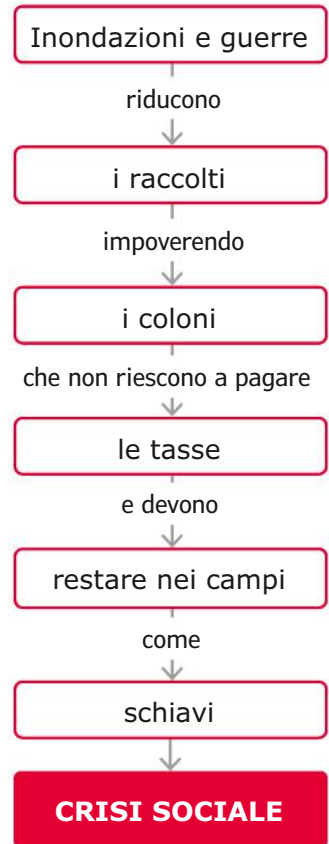 Inondazioni e guerre
riducono
i raccolti
impoverendo
i coloni
che non riescono a pagare
le tasse
e devono
restare nei campi
come
schiavi
CRISI SOCIALE